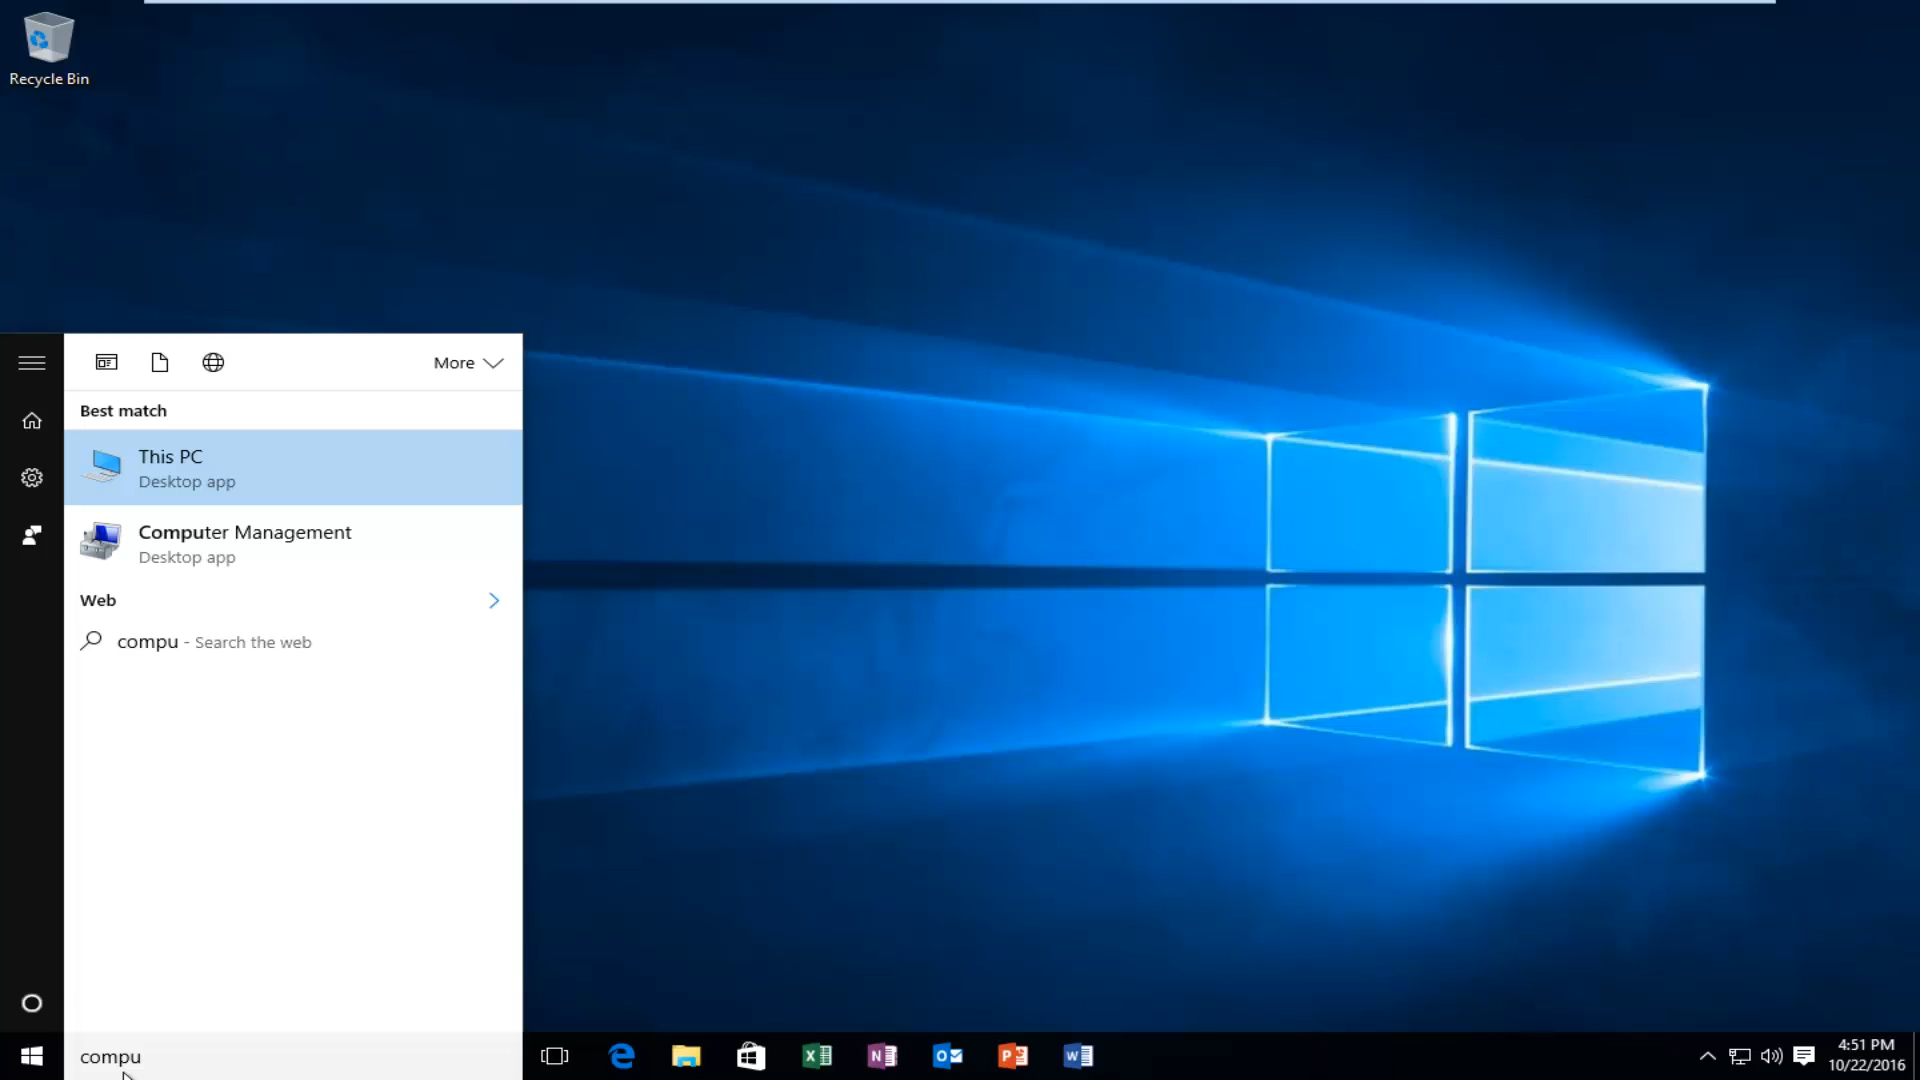 Recycle Bin
More
Best match
This PC
Desktop app
Computer Management
Desktop app
Web
compu - Search the web
compu
4:51 PM
10/22/2016